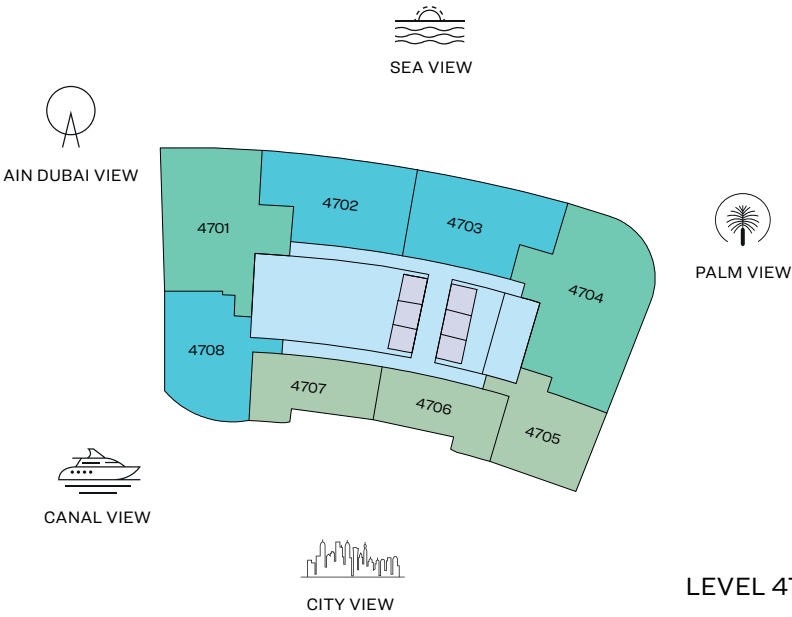 SEA VIEW
AIN DUBAI VIEW
PALM VIEW
4701
4702
4703
4704
4708
4707
4706
4705
CANAL VIEW
CITY VIEW
LEVEL 47